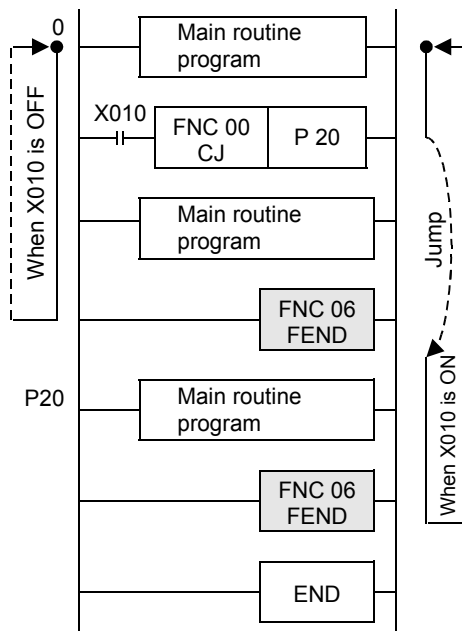 0
Main routine
program
When X010 is OFF
X010
FNC 00
CJ
P 20
Main routine
program
Jump
FNC 06
FEND
P20
Main routine
program
When X010 is ON
FNC 06
FEND
END